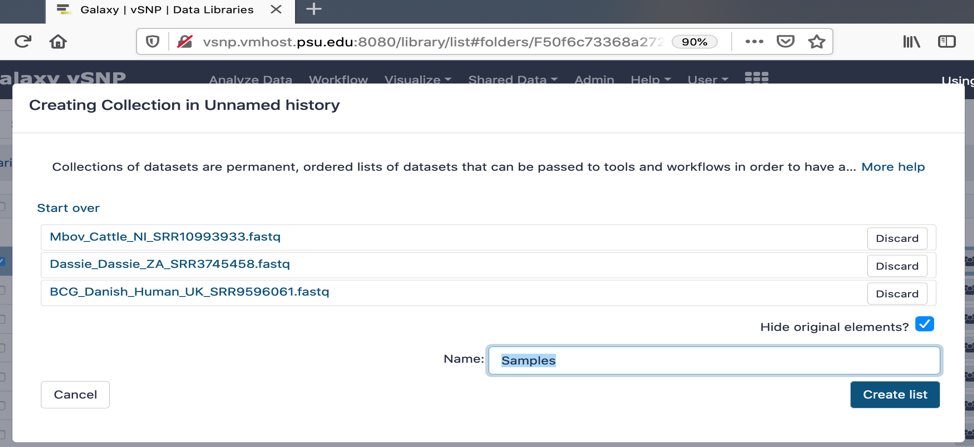 Galaxy | vSNP | Data Libraries
vsnp.vmhost.psu.edu:8080/library/list#folders/F50f6c73368a272
90%
alaxy vSNP
Analyze Data Workflow Visualize Shared Data Admin Help User
Using
Creating Collection in Unnamed history
Collections of datasets are permanent, ordered lists of datasets that can be passed to tools and workflows in order to have a... More help
Start over
Mbov_Cattle_NI_SRR10993933.fastq Discard
Dassie_Dassie_ZA_SRR3745458.fastq Discard
BCG_Danish_Human_UK_SRR9596061.fastq Discard
Hide original elements?
Name: Samples
Cancel Create list